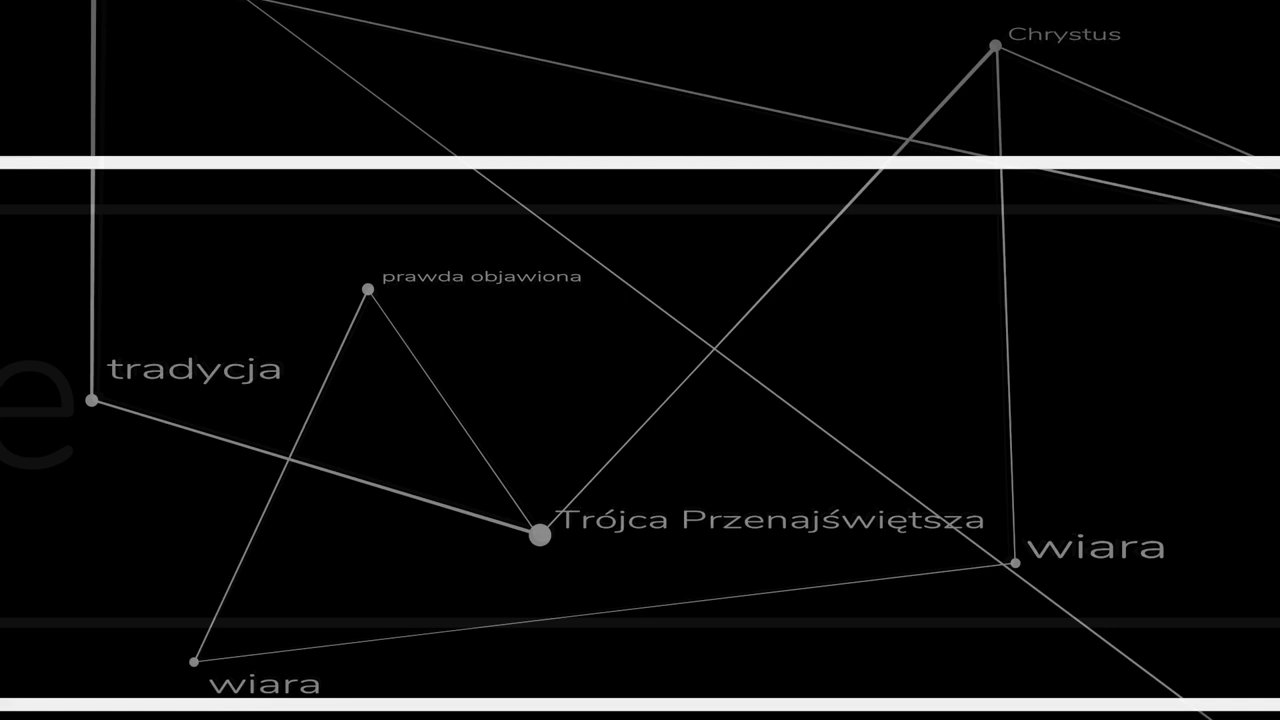 Chrystus
prawda objawiona
tradycja
e
Trójca Przenajświętsza
wiara
wiara